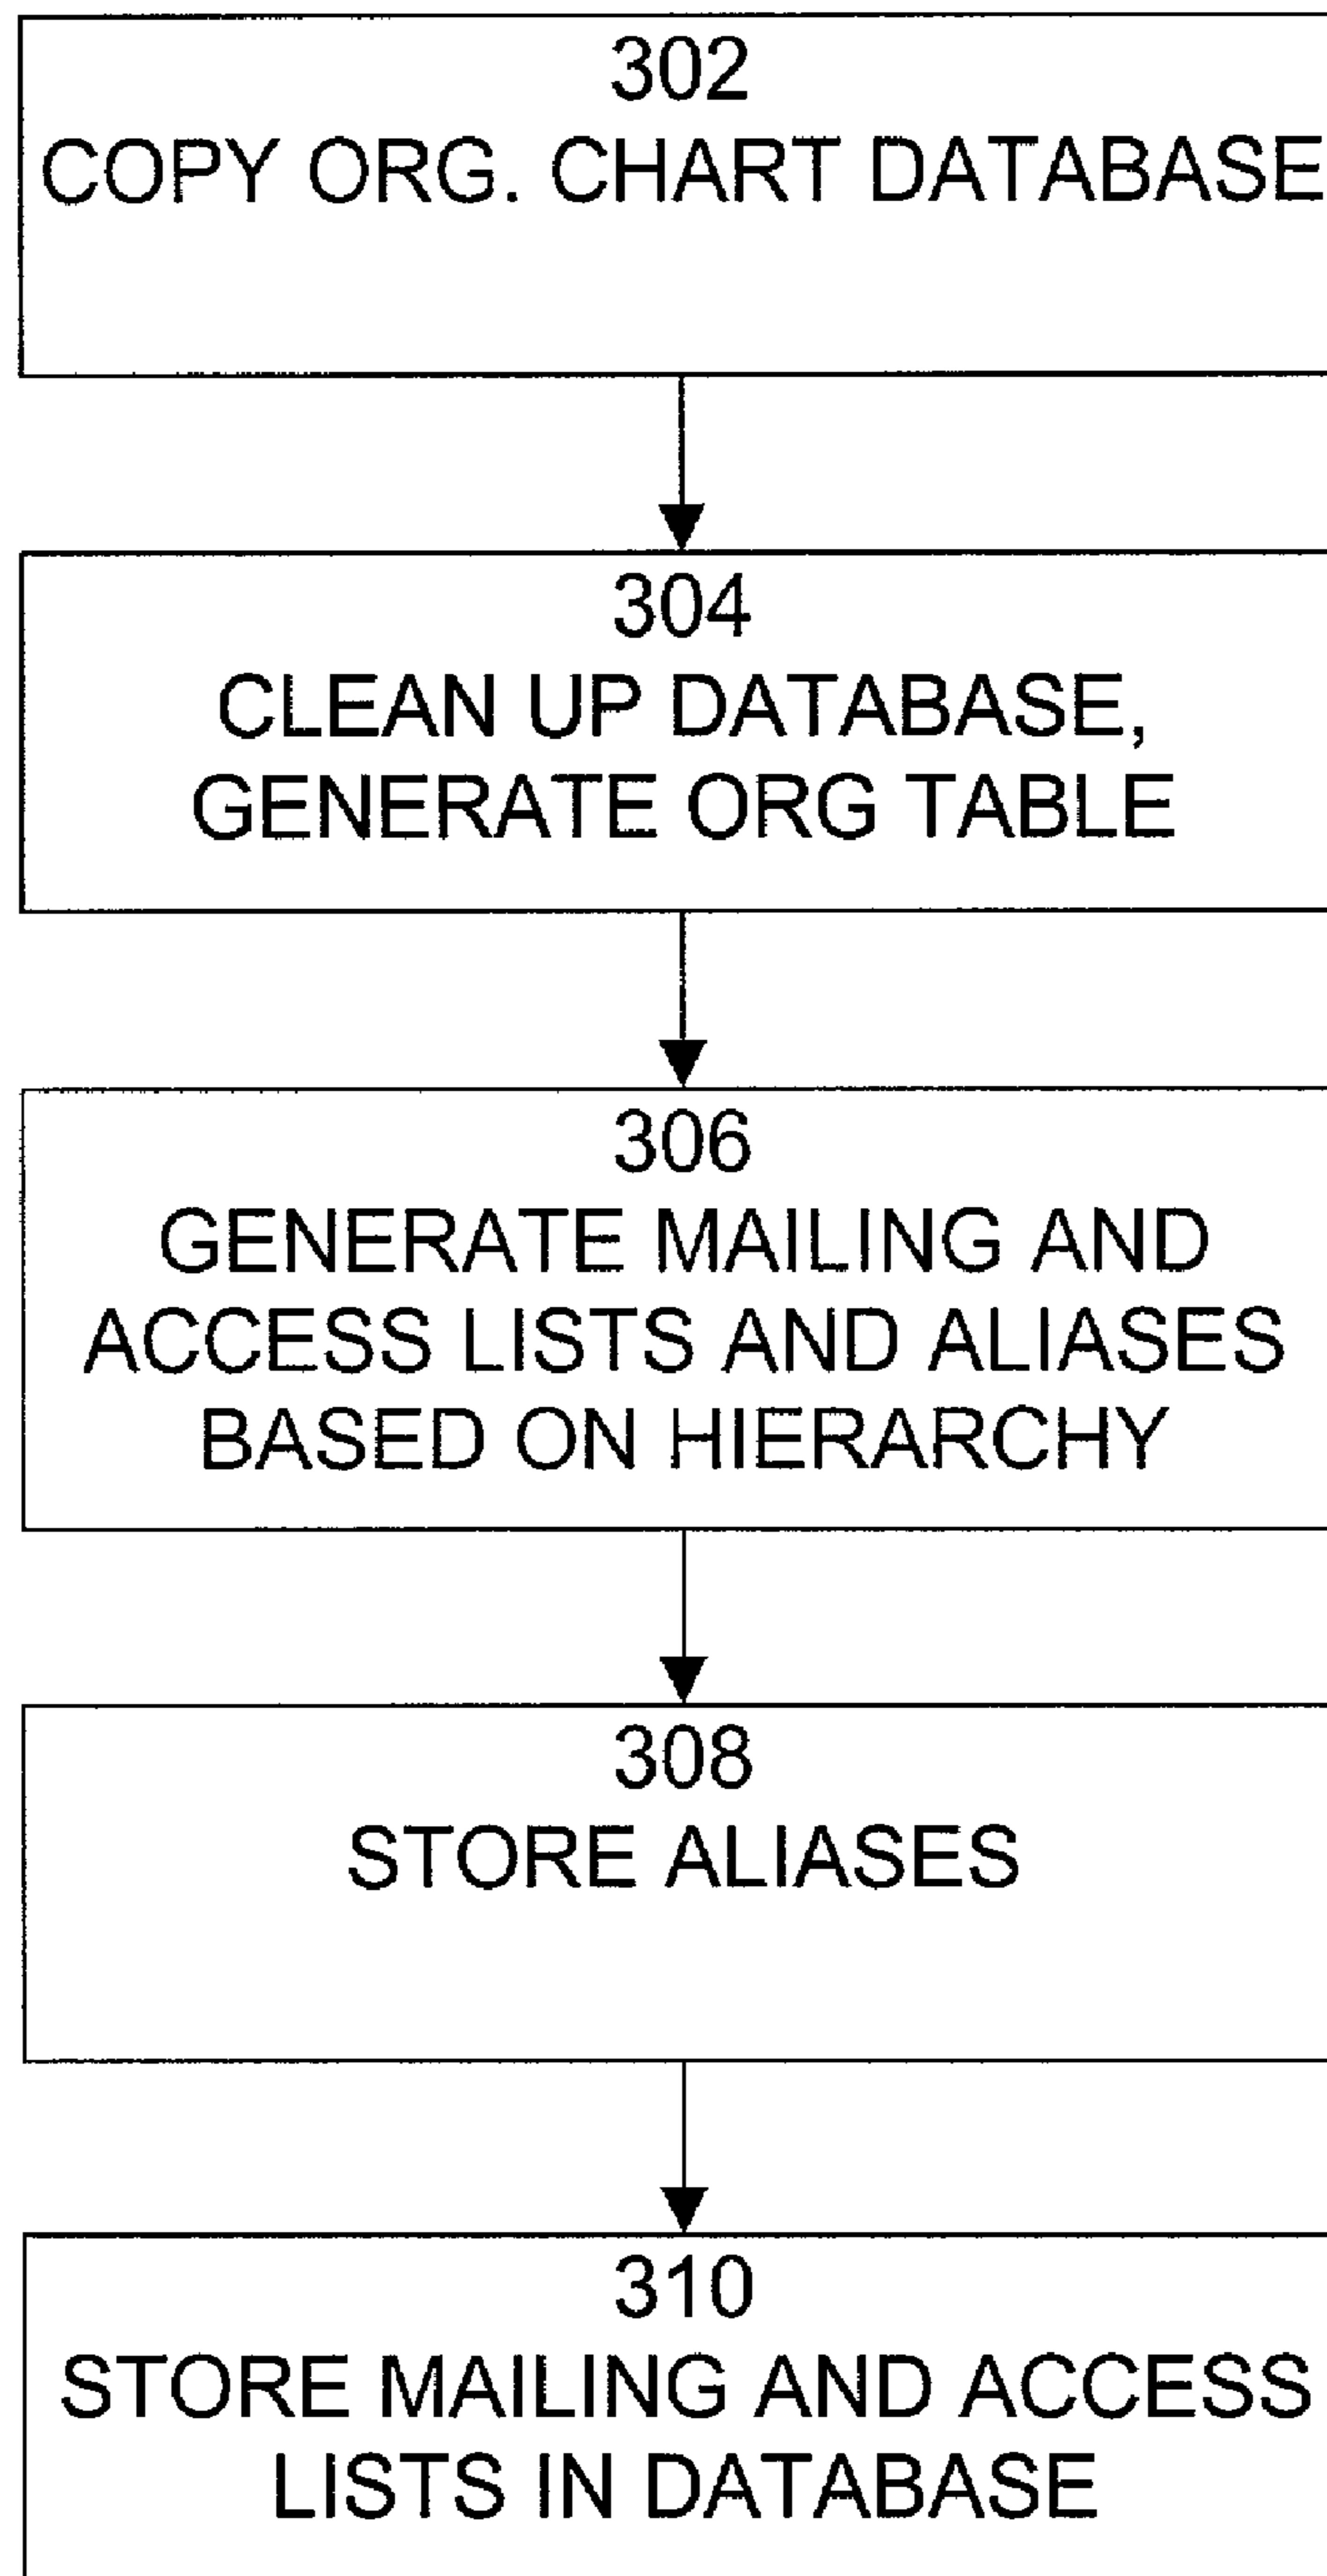 302
COPY ORG. CHART DATABASE
304
CLEAN UP DATABASE,
GENERATE ORG TABLE
306
GENERATE MAILING AND
ACCESS LISTS AND ALIASES
BASED ON HIERARCHY
308
STORE ALIASES
310
STORE MAILING AND ACCESS
LISTS IN DATABASE